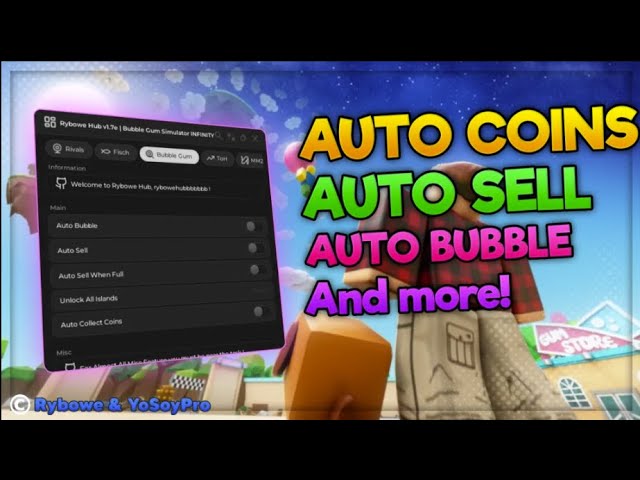 Rybowe Hub v1.7e | Bubble Gum Simulator INFINITY
Rivals
Fisch
Bubble Gum
TorH
Information
Welcome to Rybowe Hub, rybowehubbbbbbb !
Main
Auto Bubble
Auto Sell
Auto Sell When Full
Unlock All Islands
Auto Collect Coins
Misc
AUTO COINS
AUTO SELL
AUTO BUBBLE
And more!
GUM
STORE
© Rybowe & YoSoyPro